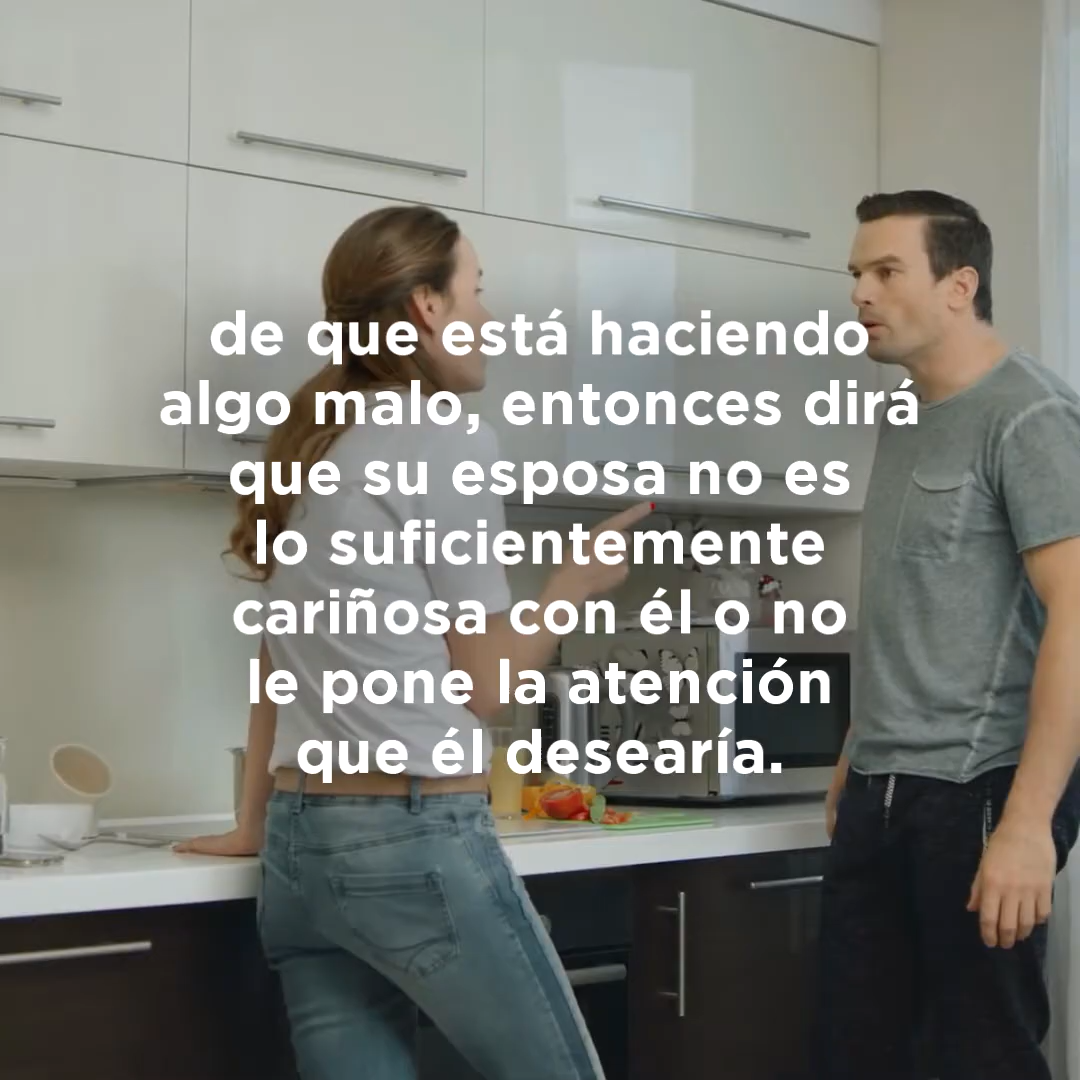 de que está haciendo
algo malo, entonces dirá
que su esposa no es
lo suficientemente
cariñosa con él o no
le pone la atención
que él desearía.